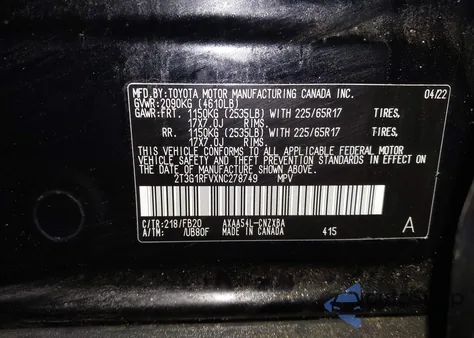 MFD.BY:TOYOTA MOTOR MANUFACTURING CANADA INC. 04/22
GVWR:2090KG (4610LB)
GAWR:FRT. 1150KG (2535LB) WITH 225/65R17 TIRES,
17X7.0J RIMS,
RR. 1150KG (2535LB) WITH 225/65R17 TIRES,
17X7.0J RIMS,
THIS VEHICLE CONFORMS TO ALL APPLICABLE FEDERAL MOTOR
VEHICLE SAFETY AND THEFT PREVENTION STANDARDS IN EFFECT
ON THE DATE OF MANUFACTURE SHOWN ABOVE.
2T3G1RFVXNC278749 MPV
C/TR:218/FB20 AXAA54L-CNZXBA
A/TM: /UB80F MADE IN CANADA 415 A